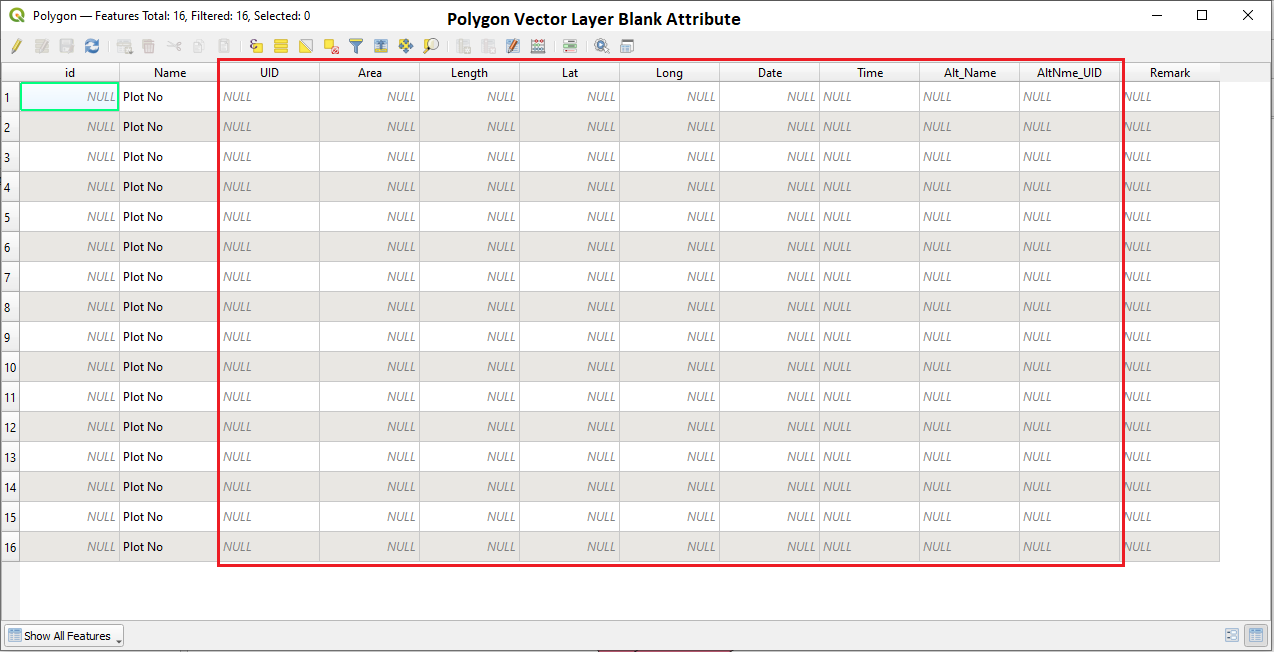 Polygon — Features Total: 16, Filtered: 16, Selected: 0
Polygon Vector Layer Blank Attribute
id Name UID Area Length Lat Long Date Time Alt_Name AltNme_UID Remark
1 NULL Plot No NULL NULL NULL NULL NULL NULL NULL NULL NULL NULL
2 NULL Plot No NULL NULL NULL NULL NULL NULL NULL NULL NULL NULL
3 NULL Plot No NULL NULL NULL NULL NULL NULL NULL NULL NULL NULL
4 NULL Plot No NULL NULL NULL NULL NULL NULL NULL NULL NULL NULL
5 NULL Plot No NULL NULL NULL NULL NULL NULL NULL NULL NULL NULL
6 NULL Plot No NULL NULL NULL NULL NULL NULL NULL NULL NULL NULL
7 NULL Plot No NULL NULL NULL NULL NULL NULL NULL NULL NULL NULL
8 NULL Plot No NULL NULL NULL NULL NULL NULL NULL NULL NULL NULL
9 NULL Plot No NULL NULL NULL NULL NULL NULL NULL NULL NULL NULL
10 NULL Plot No NULL NULL NULL NULL NULL NULL NULL NULL NULL NULL
11 NULL Plot No NULL NULL NULL NULL NULL NULL NULL NULL NULL NULL
12 NULL Plot No NULL NULL NULL NULL NULL NULL NULL NULL NULL NULL
13 NULL Plot No NULL NULL NULL NULL NULL NULL NULL NULL NULL NULL
14 NULL Plot No NULL NULL NULL NULL NULL NULL NULL NULL NULL NULL
15 NULL Plot No NULL NULL NULL NULL NULL NULL NULL NULL NULL NULL
16 NULL Plot No NULL NULL NULL NULL NULL NULL NULL NULL NULL NULL
Show All Features